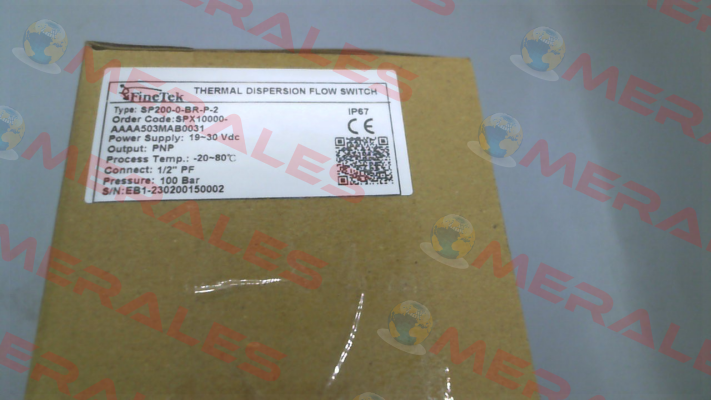 FineTek
THERMAL DISPERSION FLOW SWITCH
Type: SP200-0-BR-P-2
Order Code:SPX10000-
AAAA503MAB0031
Power Supply: 19~30 Vdc
Output: PNP
Process Temp.: -20~80℃
Connect: 1/2" PF
Pressure: 100 Bar
S/N:EB1-230200150002
IP67
CE
MERALES
MERALES
MERALES
MERALES
MERALES
MERALES